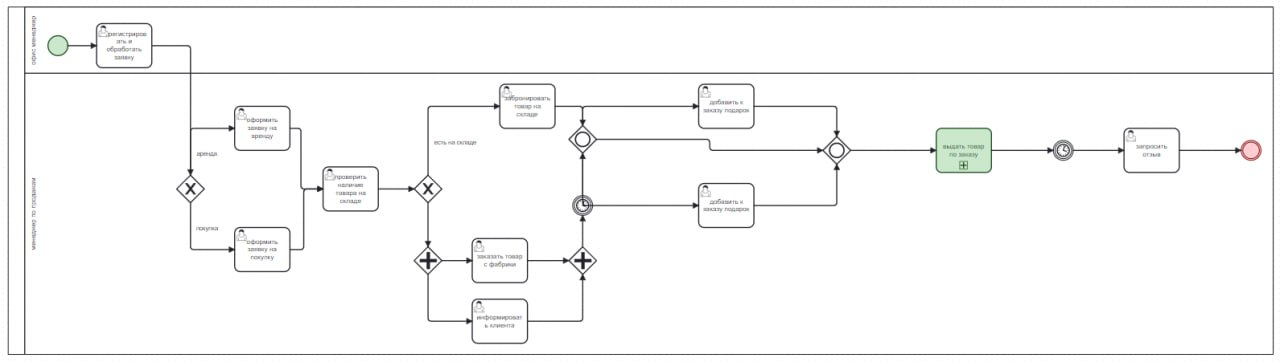 офис менеджер
регистрирова
ать и
обработать
заявку
менеджер по продажам
оформить
заявку на
аренду
аренда
покупка
оформить
заявку на
покупку
проверить
наличие
товара на
складе
есть на складе
забронировать
товар на
складе
заказать товар
с фабрики
информироват
ь клиента
добавить к
заказу подарок
добавить к
заказу подарок
выдать товар
по заказу
запросить
отзыв